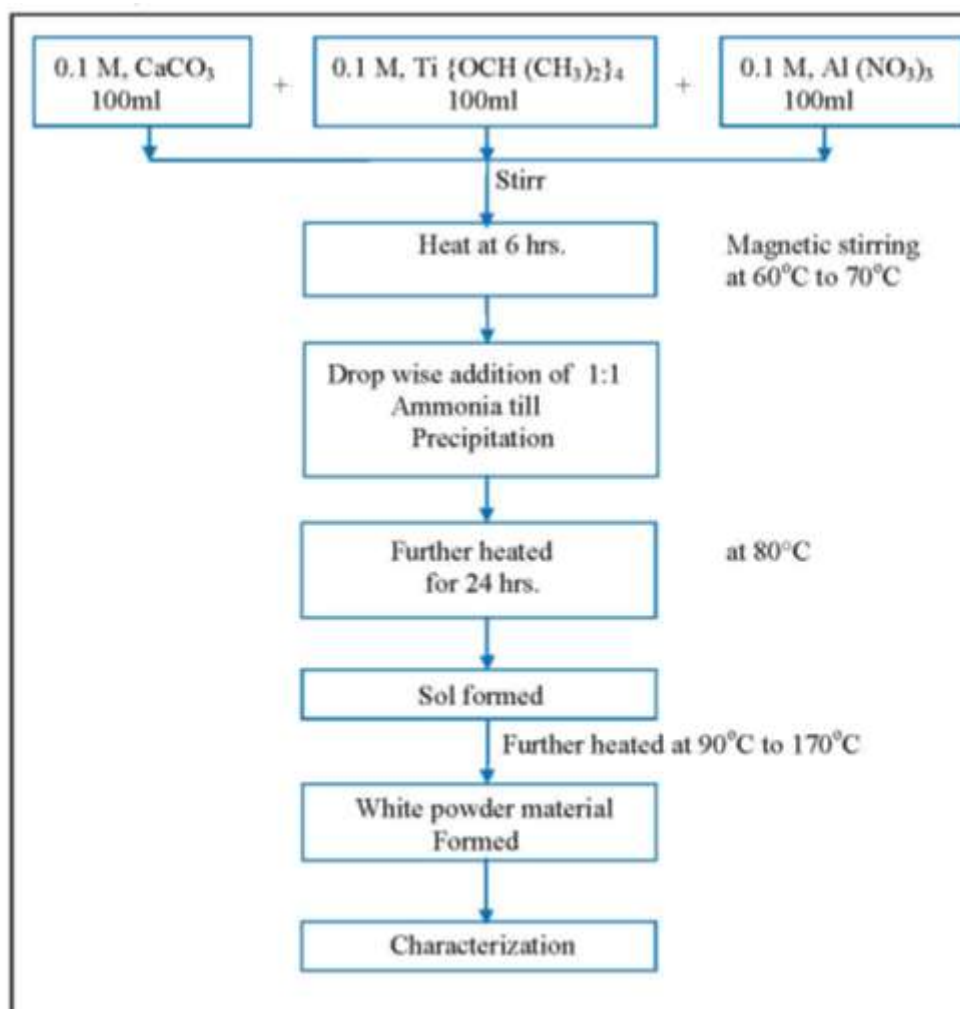 0.1 M, CaCO₃
100ml
+
0.1 M, Ti {OCH (CH₃)₂}₄
100ml
+
0.1 M, Al (NO₃)₃
100ml
Stirr
Heat at 6 hrs.
Magnetic stirring
at 60°C to 70°C
Drop wise addition of 1:1
Ammonia till
Precipitation
Further heated
for 24 hrs.
at 80°C
Sol formed
Further heated at 90°C to 170°C
White powder material
Formed
Characterization